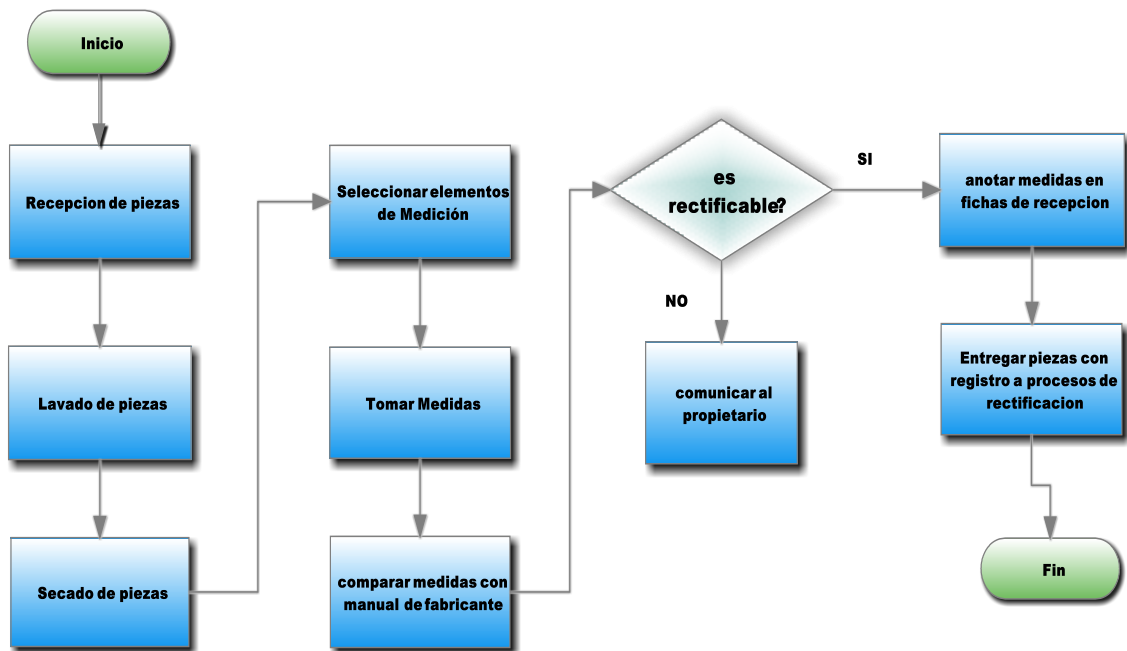 Inicio
Recepcion de piezas
Lavado de piezas
Secado de piezas
Seleccionar elementos
de Medición
Tomar Medidas
comparar medidas con
manual de fabricante
es
rectificable?
SI
NO
comunicar al
propietario
anotar medidas en
fichas de recepcion
Entregar piezas con
registro a procesos de
rectificacion
Fin